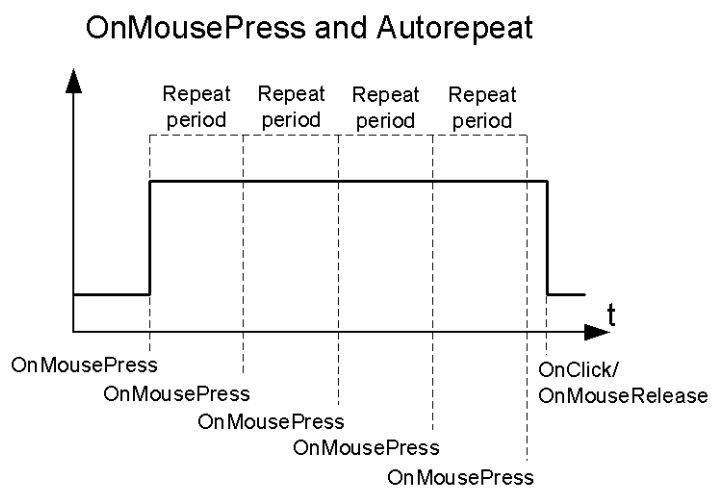 OnMousePress and Autorepeat
Repeat Repeat Repeat Repeat
period period period period
t
OnMousePress
OnMousePress
OnMousePress
OnMousePress
OnMousePress
OnClick/
OnMouseRelease